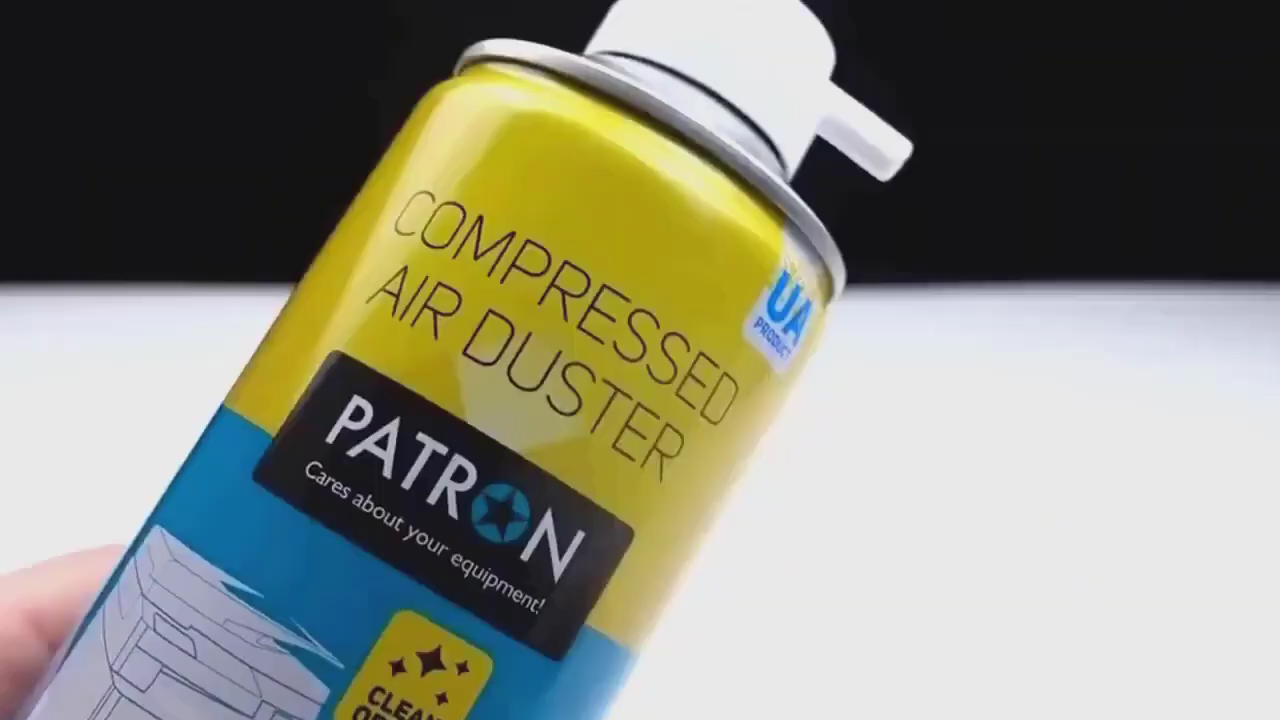 COMPRESSED
AIR DUSTER
UA
PRODUCT
PATRON
Cares about your equipment!